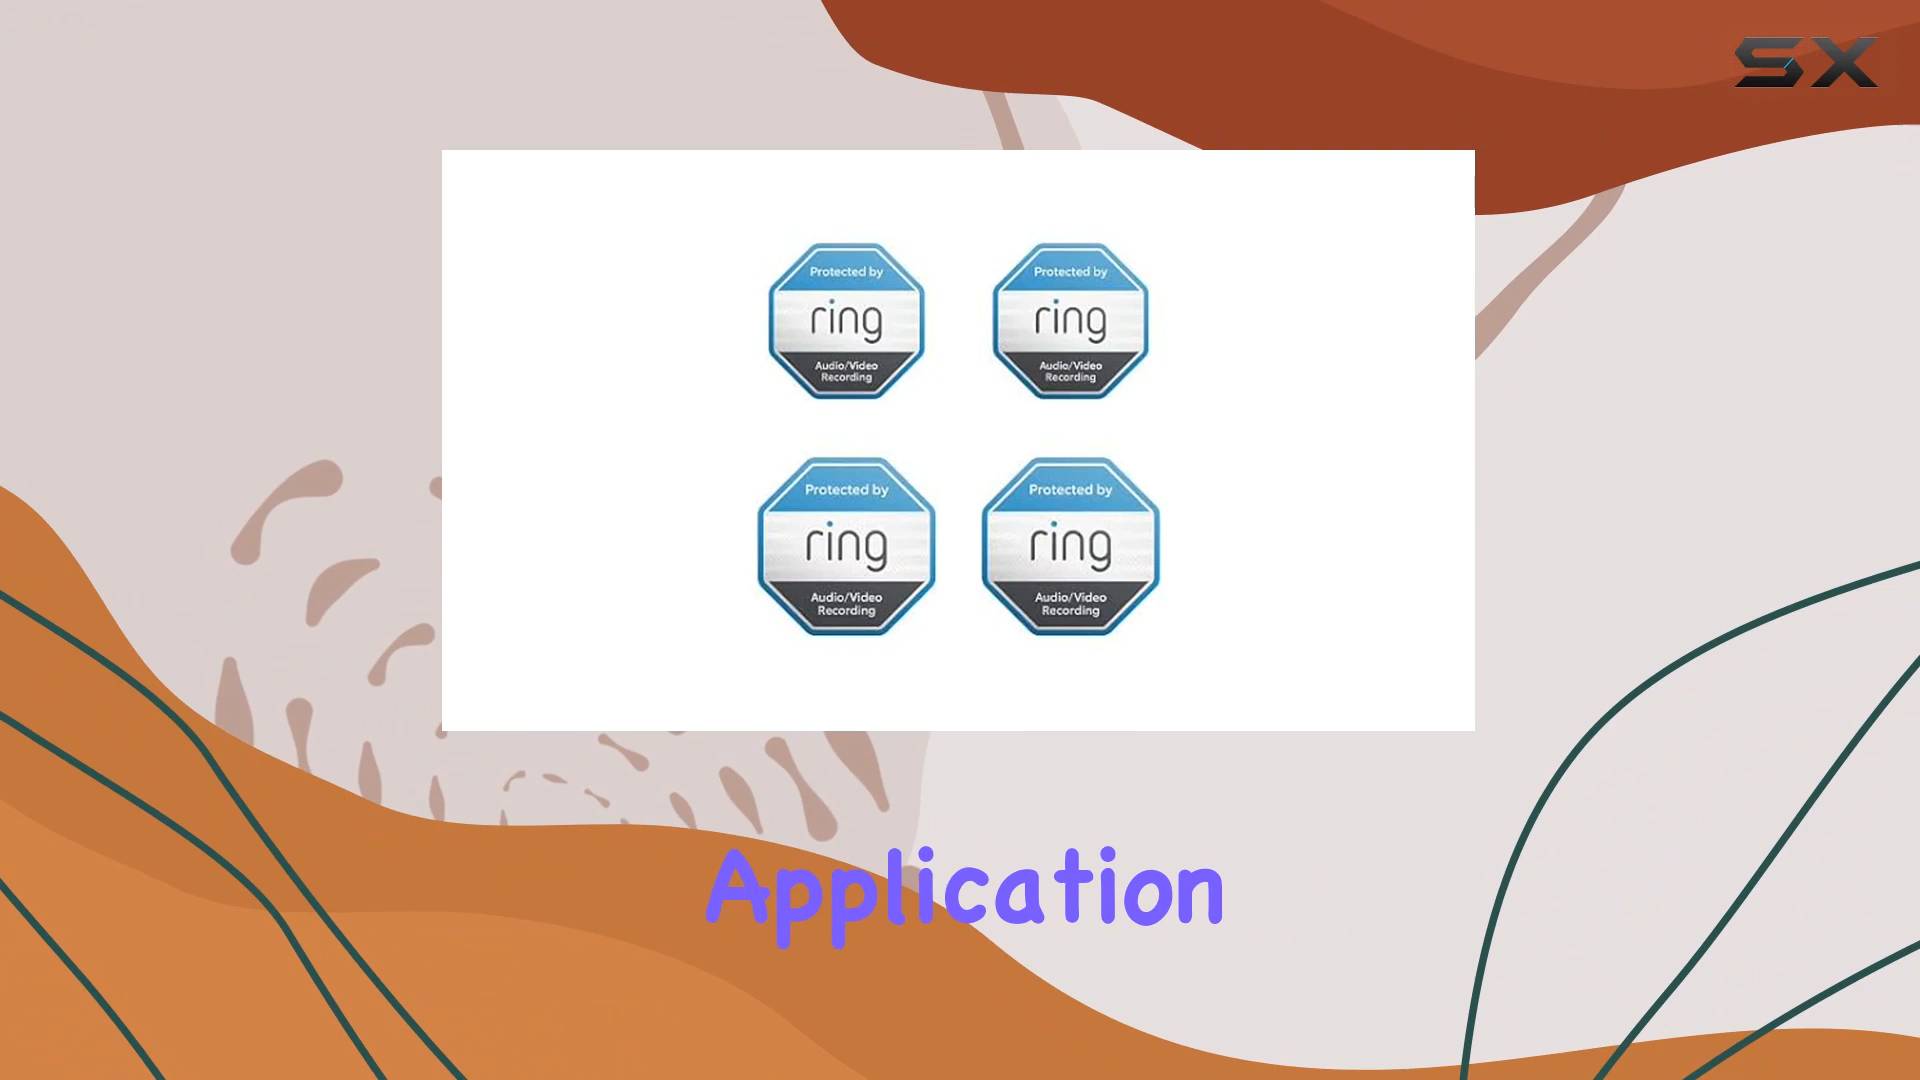 SX
Protected by
ring
Audio/Video
Recording
Protected by
ring
Audio/Video
Recording
Protected by
ring
Audio/Video
Recording
Protected by
ring
Audio/Video
Recording
Application